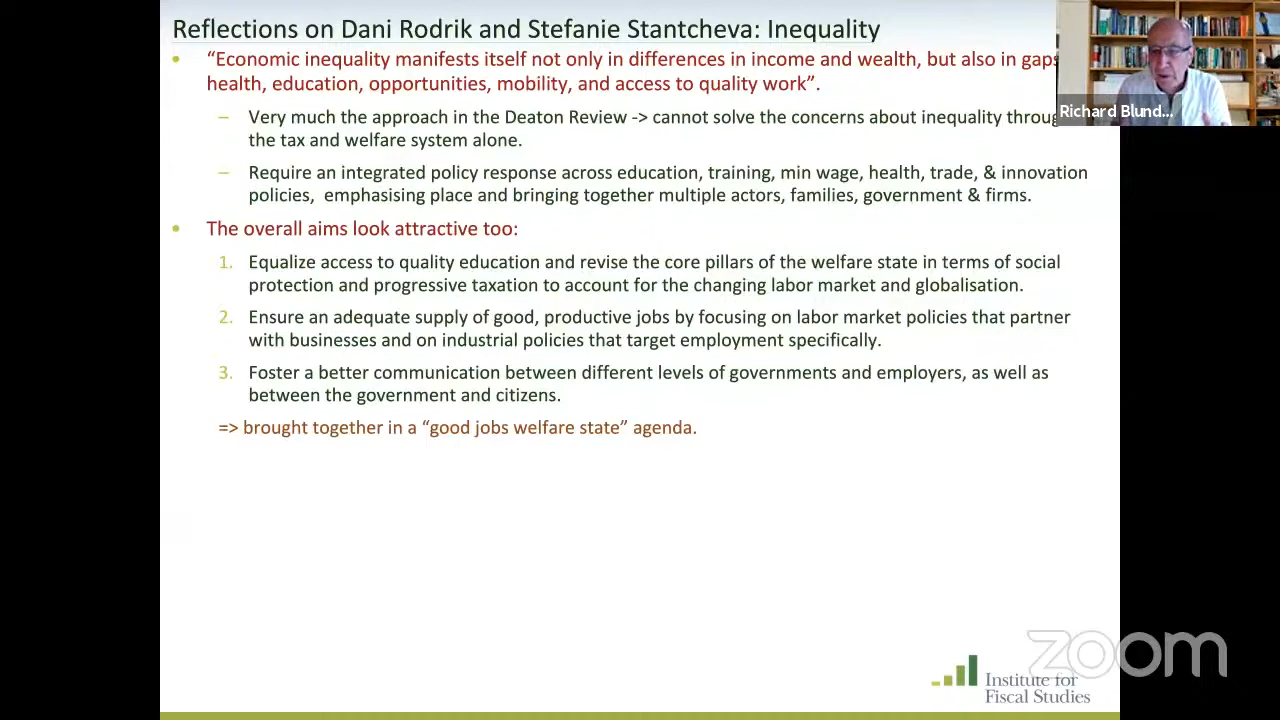 Reflections on Dani Rodrik and Stefanie Stantcheva: Inequality
“Economic inequality manifests itself not only in differences in income and wealth, but also in gaps
health, education, opportunities, mobility, and access to quality work”.
– Very much the approach in the Deaton Review -> cannot solve the concerns about inequality
the tax and welfare system alone.
– Require an integrated policy response across education, training, min wage, health, trade, & innovation
policies, emphasising place and bringing together multiple actors, families, government & firms.
The overall aims look attractive too:
1. Equalize access to quality education and revise the core pillars of the welfare state in terms of social
protection and progressive taxation to account for the changing labor market and globalisation.
2. Ensure an adequate supply of good, productive jobs by focusing on labor market policies that partner
with businesses and on industrial policies that target employment specifically.
3. Foster a better communication between different levels of governments and employers, as well as
between the government and citizens.
=> brought together in a “good jobs welfare state” agenda.
Richard Blund...
zoom
Institute for
Fiscal Studies